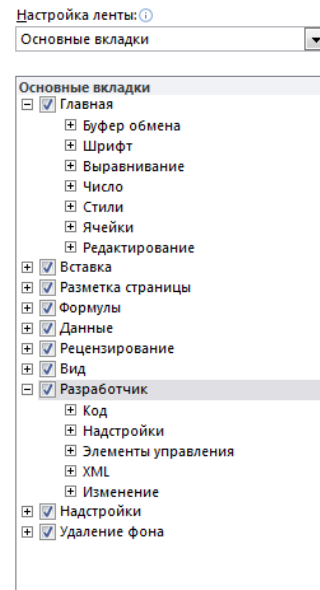 Настройка ленты:
Основные вкладки
Основные вкладки
Главная
Буфер обмена
Шрифт
Выравнивание
Число
Стили
Ячейки
Редактирование
Вставка
Разметка страницы
Формулы
Данные
Рецензирование
Вид
Разработчик
Код
Надстройки
Элементы управления
XML
Изменение
Надстройки
Удаление фона